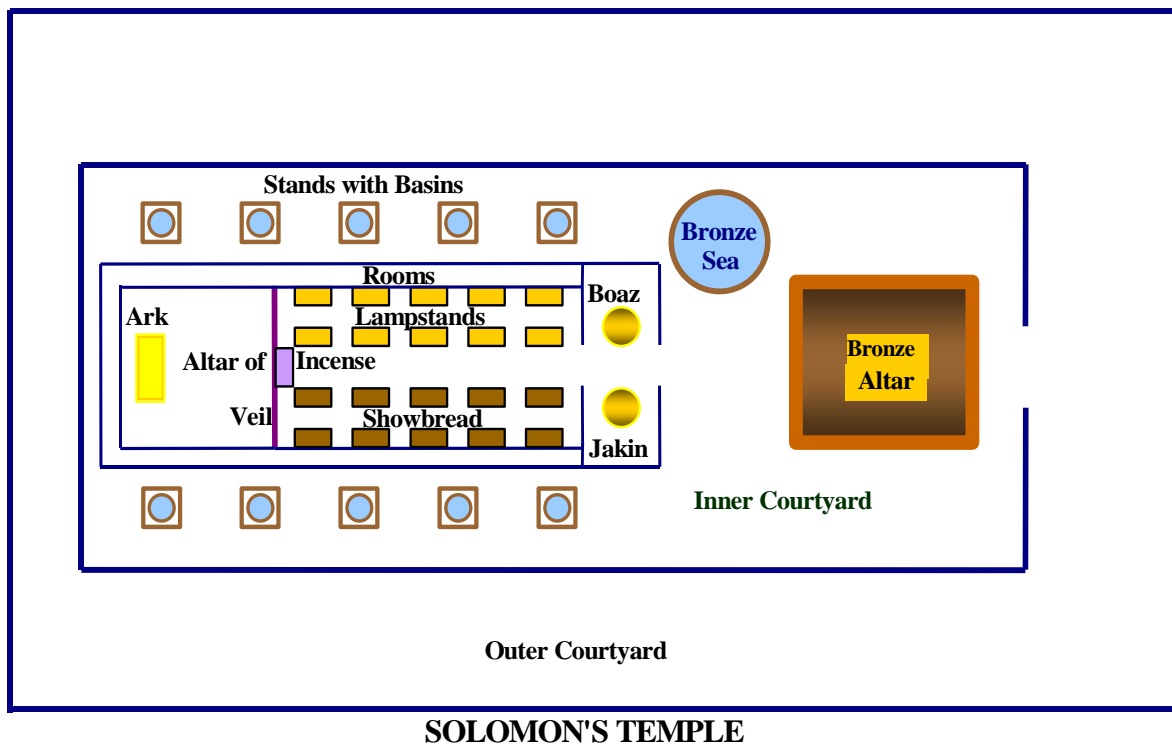 Stands with Basins
Bronze
Sea
Rooms
Boaz
Ark
Lampstands
Altar of Incense
Bronze
Altar
Veil
Showbread
Jakin
Inner Courtyard
Outer Courtyard
SOLOMON'S TEMPLE